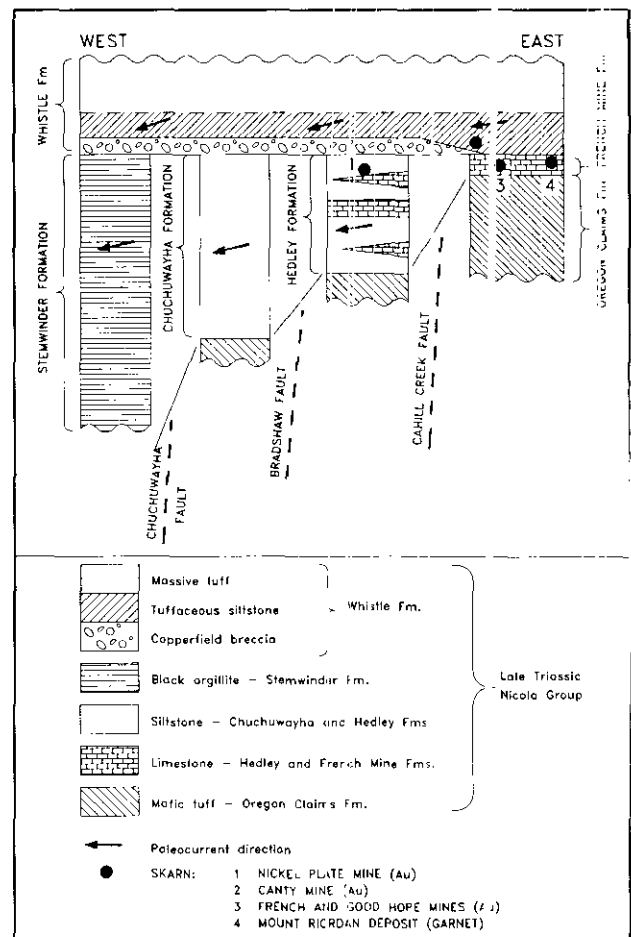 WEST EAST
WHISTLE Fm
STEMWINDER FORMATION
CHUCHUWAYHA FORMATION
HEDLEY FORMATION
OREGON CLAIMS Fm.
FRENCH MINE Fm.
1
3 4
CHUCHUWAYHA
FAULT
BRADSHAW FAULT
CAHILL CREEK FAULT
Massive tuff
Tuffaceous siltstone
Copperfield breccia
Whistle Fm.
Black argillite – Stemwinder Fm.
Siltstone – Chuchuwayha and Hedley Fms
Limestone – Hedley and French Mine Fms.
Mafic tuff – Oregon Claims Fm.
Late Triassic
Nicola Group
Paleocurrent direction
SKARN: 1 NICKEL PLATE MINE (Au)
2 CANTY MINE (Au)
3 FRENCH AND GOOD HOPE MINES (Au)
4 MOUNT RIORDAN DEPOSIT (GARNET)